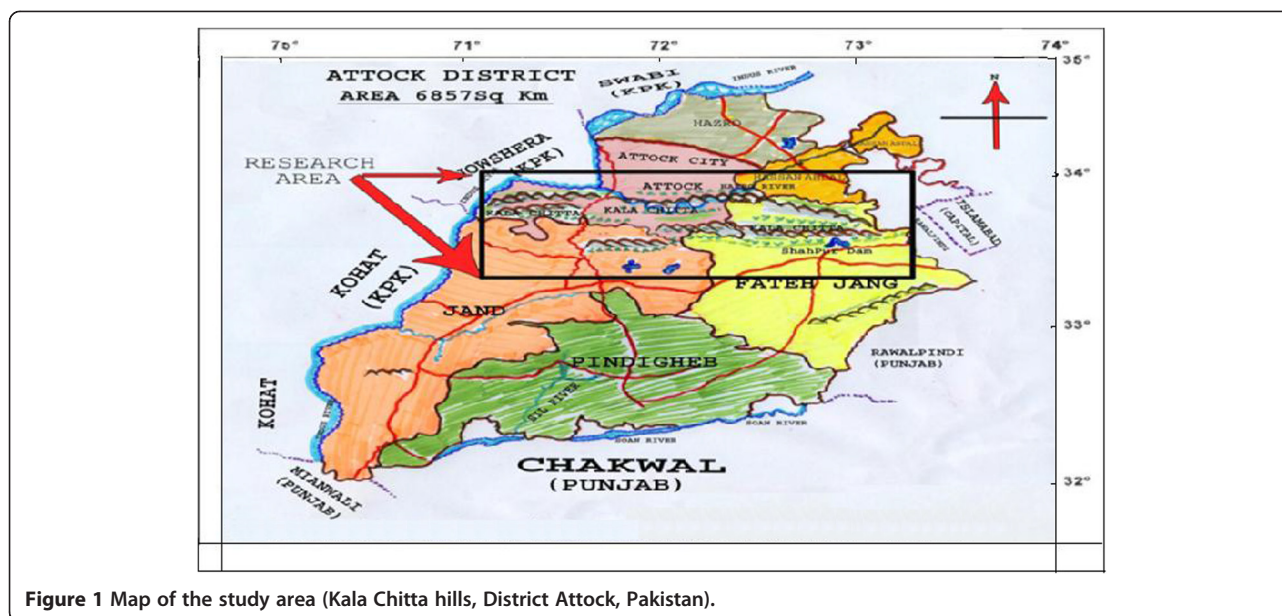 70° 71° 72° 73° 74°
35°
ATTOCK DISTRICT
AREA 6857Sq Km
SWABI
(KPK)
INDUS RIVER
N
HAZRO
RESEARCH
AREA
NOWSHERA
(KPK)
ATTOCK CITY
HASSAN ABDAL
34°
ATTOCK
HARO RIVER
KALA CHITTA
KALA CHITTA
KALA CHITTA
ISLAMABAD
(CAPITAL)
ShahPur Dam
KOHAT
(KPK)
FATEH JANG
JAND
33°
RAWALPINDI
(PUNJAB)
PINDIGHEB
KOHAT
SIL RIVER
SOAN RIVER
SOAN RIVER
CHAKWAL
(PUNJAB)
MIANWALI
(PUNJAB)
32°
Figure 1 Map of the study area (Kala Chitta hills, District Attock, Pakistan).